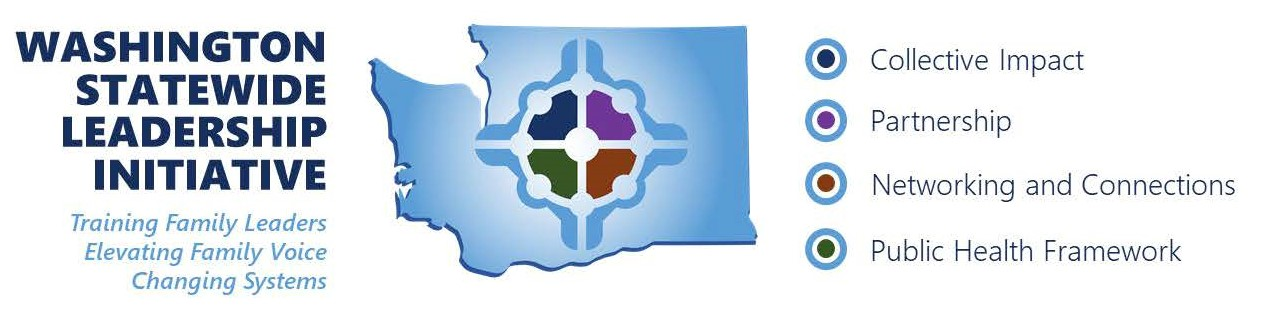 WASHINGTON
STATEWIDE
LEADERSHIP
INITIATIVE
Training Family Leaders
Elevating Family Voice
Changing Systems
Collective Impact
Partnership
Networking and Connections
Public Health Framework